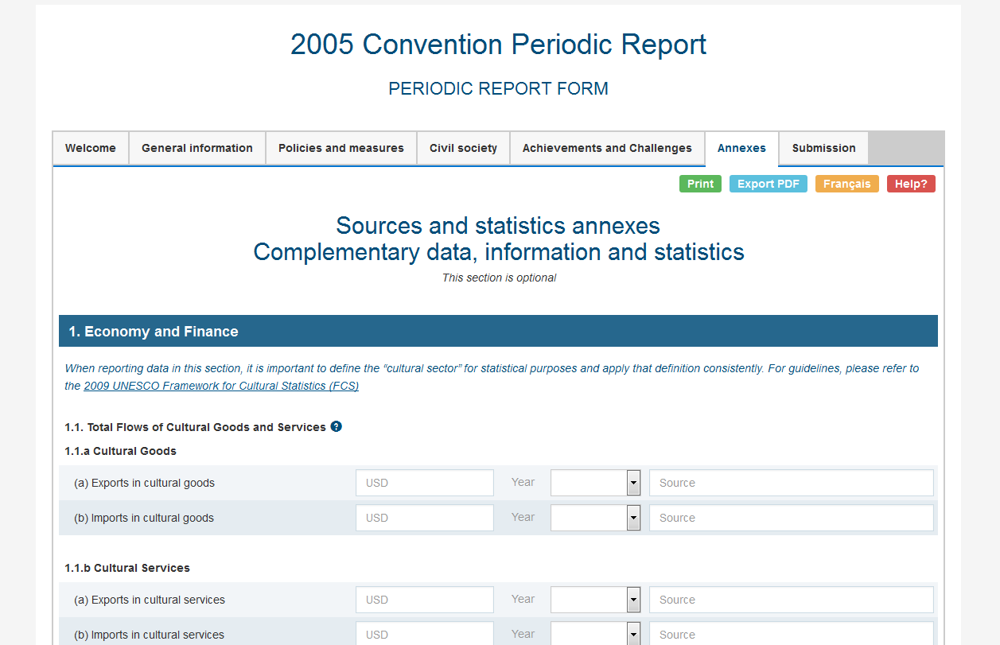 2005 Convention Periodic Report
PERIODIC REPORT FORM
Welcome General information Policies and measures Civil society Achievements and Challenges Annexes Submission
Print Export PDF Français Help?
Sources and statistics annexes
Complementary data, information and statistics
This section is optional
1. Economy and Finance
When reporting data in this section, it is important to define the “cultural sector” for statistical purposes and apply that definition consistently. For guidelines, please refer to
the 2009 UNESCO Framework for Cultural Statistics (FCS)
1.1. Total Flows of Cultural Goods and Services ?
1.1.a Cultural Goods
(a) Exports in cultural goods USD Year Source
(b) Imports in cultural goods USD Year Source
1.1.b Cultural Services
(a) Exports in cultural services USD Year Source
(b) Imports in cultural services USD Year Source